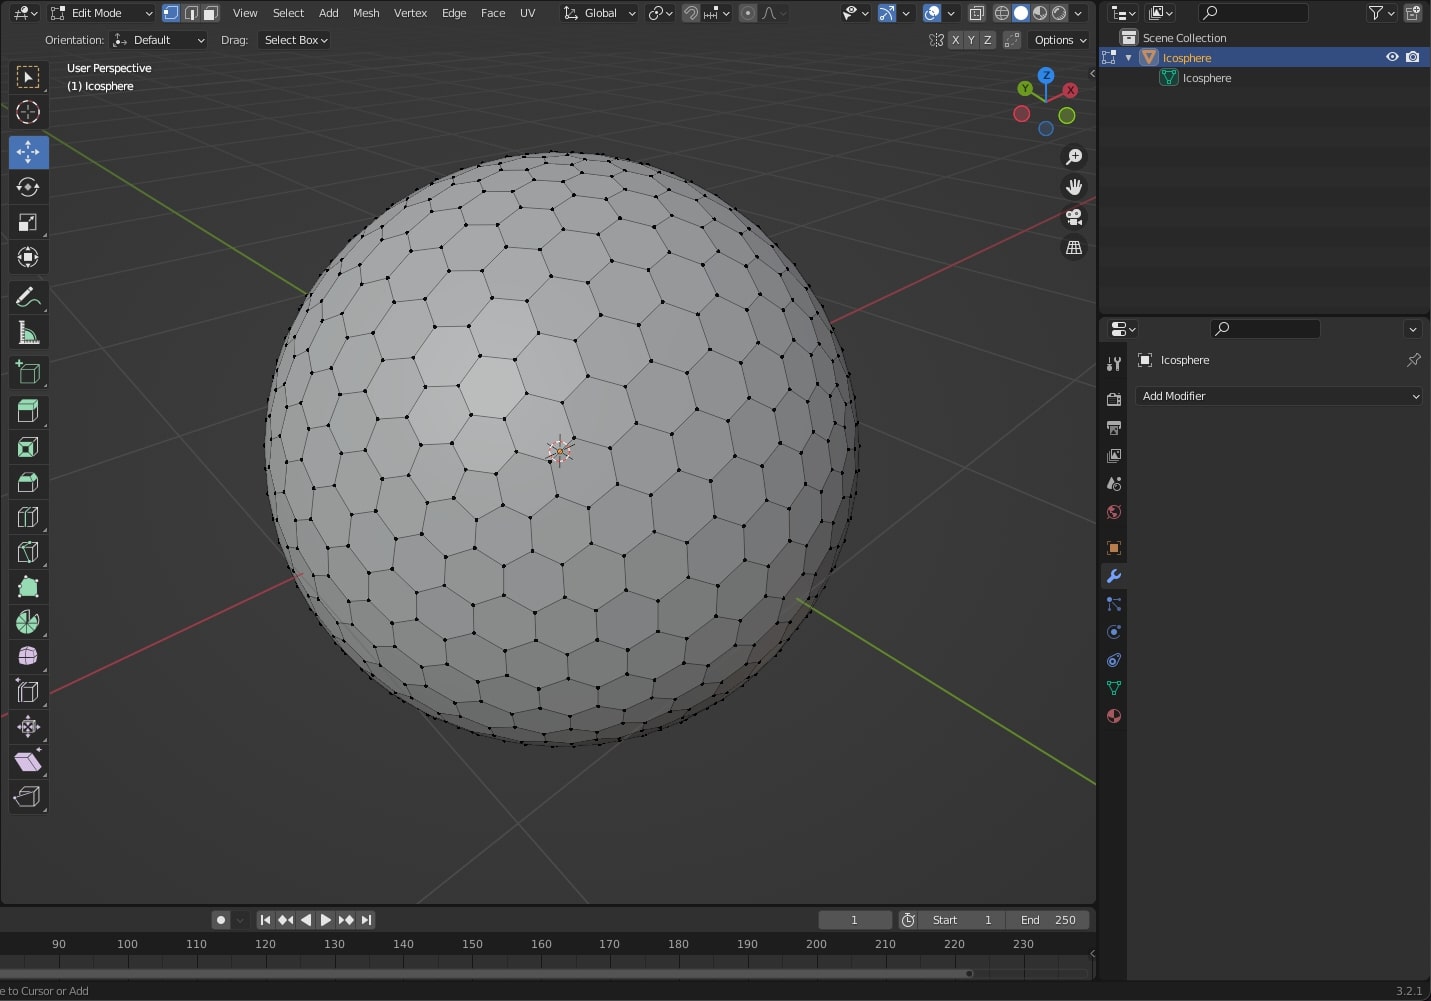 Edit Mode View Select Add Mesh Vertex Edge Face UV Global
Orientation: Default Drag: Select Box X Y Z Options
User Perspective
(1) Icosphere
Z
Y X
Scene Collection
Icosphere
Icosphere
Icosphere
Add Modifier
1 Start 1 End 250
90 100 110 120 130 140 150 160 170 180 190 200 210 220 230
e to Cursor or Add 3.2.1